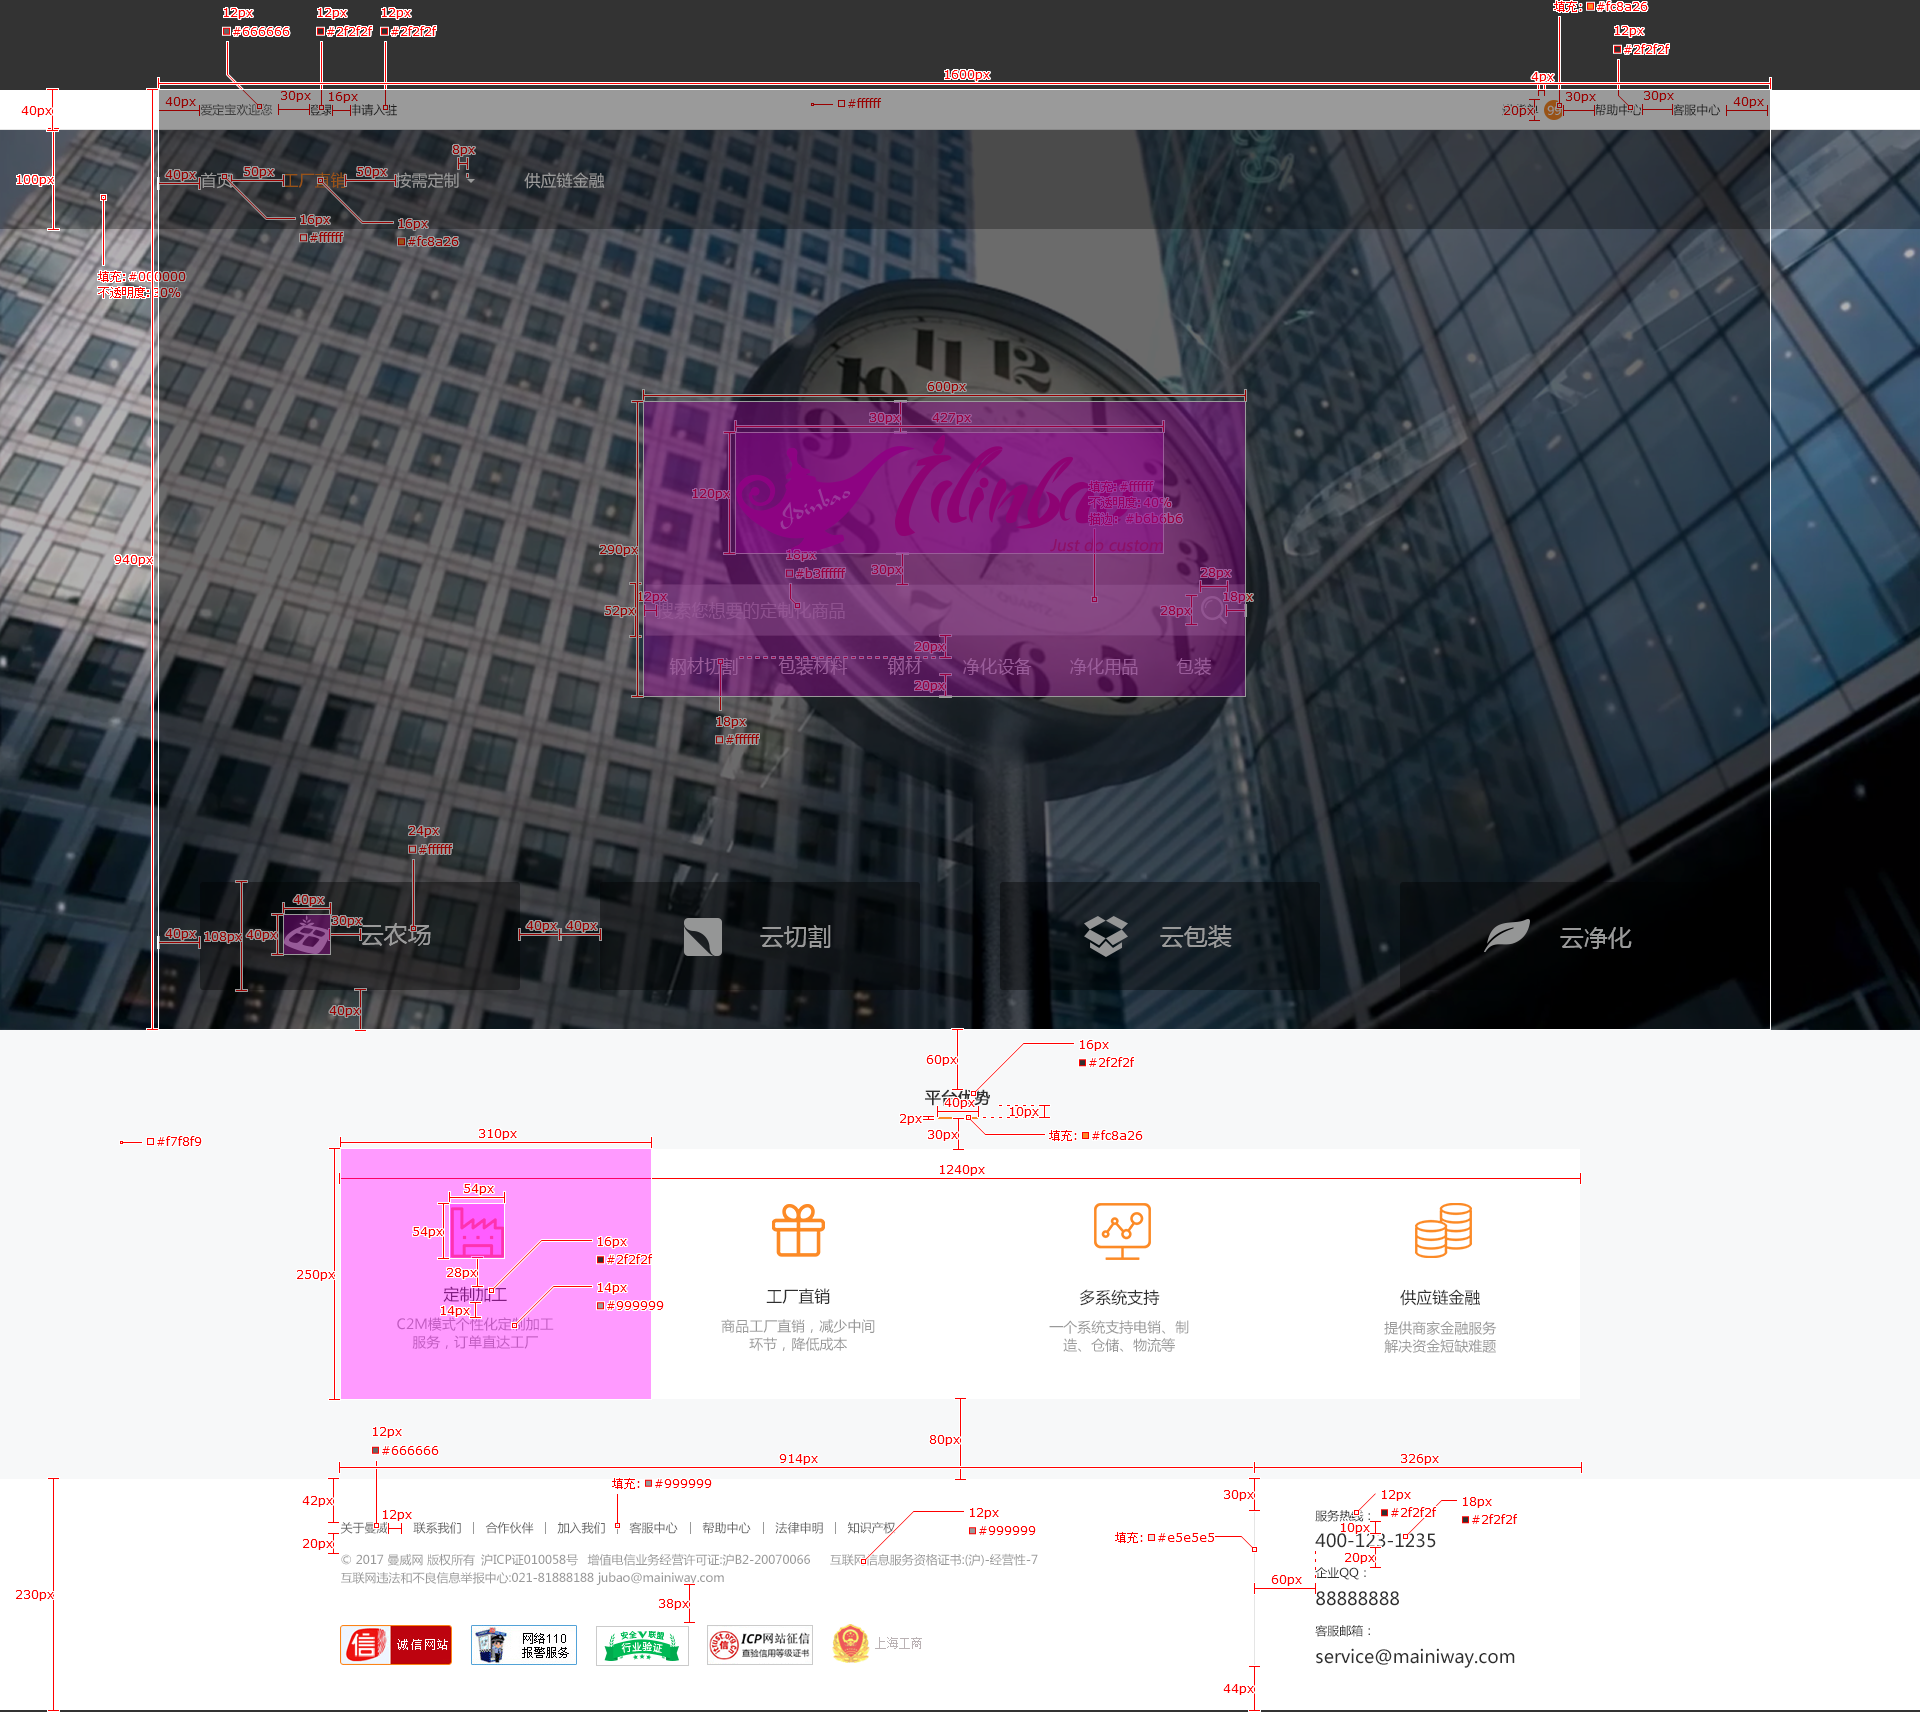 12px
#666666
12px
#2f2f2f
12px
#2f2f2f
填充: #fc8a26
12px
#2f2f2f
1600px
4px
40px
40px
爱定宝欢迎您
30px
登录
16px
申请入驻
#ffffff
20px
99
30px
帮助中心
30px
客服中心
40px
100px
40px
首页
50px
工厂直销
50px
按需定制
8px
供应链金融
16px
#ffffff
16px
#fc8a26
填充: #000000
不透明度: 30%
940px
600px
30px
427px
120px
290px
Idinbao
Jdinbao
Just do custom
填充: #ffffff
不透明度: 40%
描边: #b6b6b6
18px
#b3ffffff
30px
28px
52px
12px
搜索您想要的定制化商品
28px
18px
20px
钢材切割
包装材料
钢材
净化设备
净化用品
包装
20px
18px
#ffffff
24px
#ffffff
40px
108px
40px
40px
30px
云农场
40px
40px
云切割
云包装
云净化
40px
60px
16px
#2f2f2f
平台优势
40px
10px
2px
30px
填充: #fc8a26
#f7f8f9
310px
1240px
250px
54px
54px
28px
16px
#2f2f2f
14px
#999999
定制加工
14px
C2M模式个性化定制加工
服务，订单直达工厂
工厂直销
商品工厂直销，减少中间
环节，降低成本
多系统支持
一个系统支持电销、制
造、仓储、物流等
供应链金融
提供商家金融服务
解决资金短缺难题
80px
12px
#666666
914px
326px
填充: #999999
42px
12px
关于曼威 | 联系我们 | 合作伙伴 | 加入我们 | 客服中心 | 帮助中心 | 法律申明 | 知识产权
12px
#999999
20px
© 2017 曼威网 版权所有 沪ICP证010058号 增值电信业务经营许可证:沪B2-20070066 互联网信息服务资格证书:(沪)-经营性-7
互联网违法和不良信息举报中心:021-81888188 jubao@mainiway.com
38px
230px
信 诚信网站
网络110
报警服务
安全V联盟
行业验证
ICP网站征信
直验信用等级证书
上海工商
30px
填充: #e5e5e5
60px
44px
12px
#2f2f2f
18px
#2f2f2f
服务热线：
10px
400-123-1235
20px
企业QQ：
88888888
客服邮箱：
service@mainiway.com